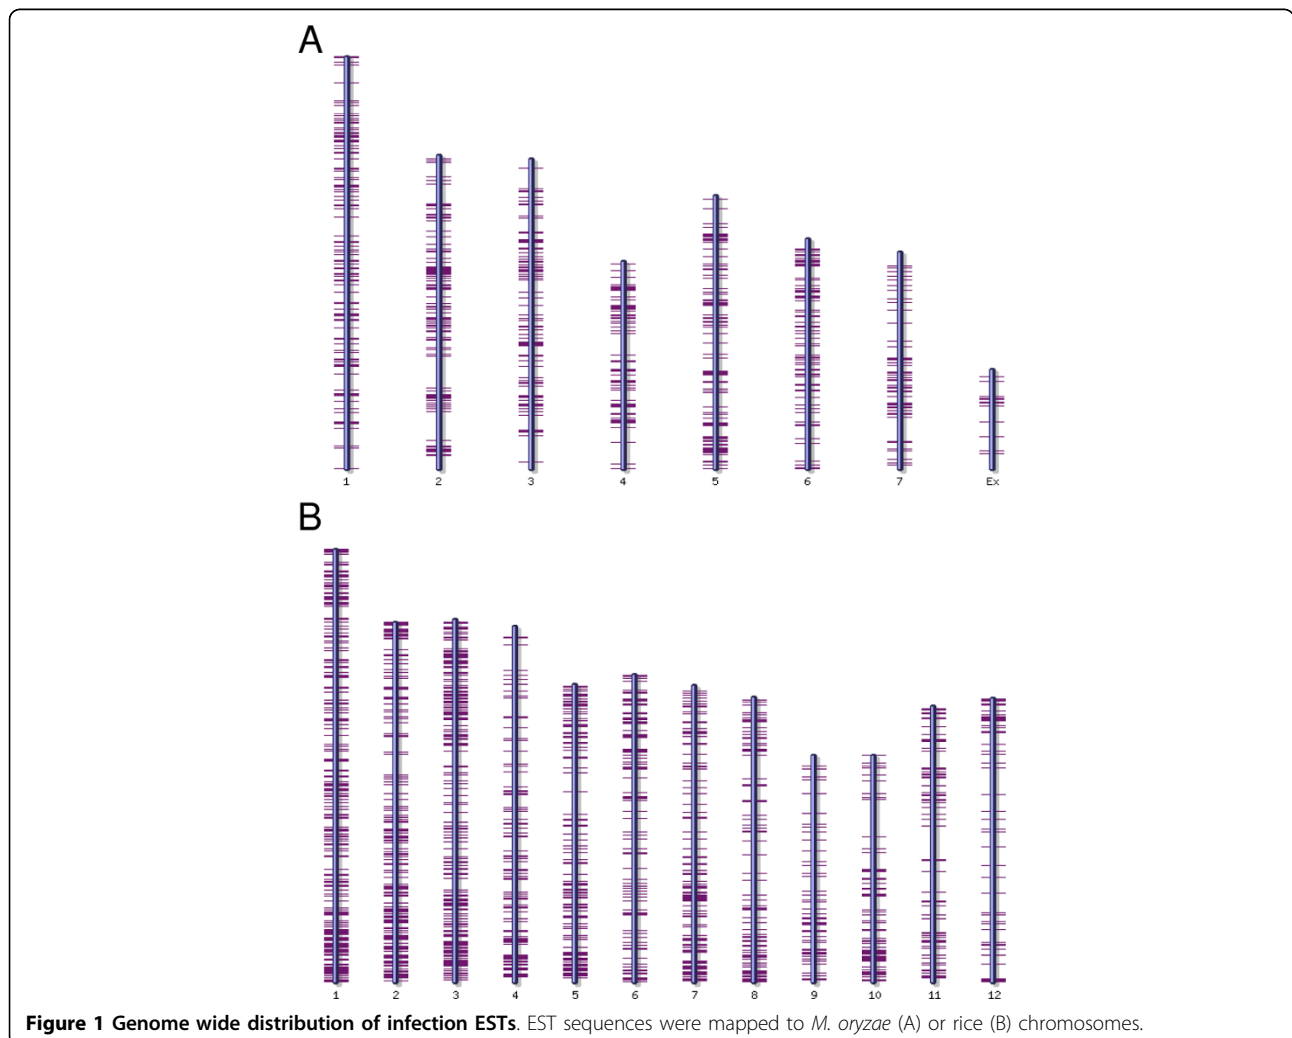 A
1 2 3 4 5 6 7 Ex
B
1 2 3 4 5 6 7 8 9 10 11 12
Figure 1 Genome wide distribution of infection ESTs. EST sequences were mapped to M. oryzae (A) or rice (B) chromosomes.